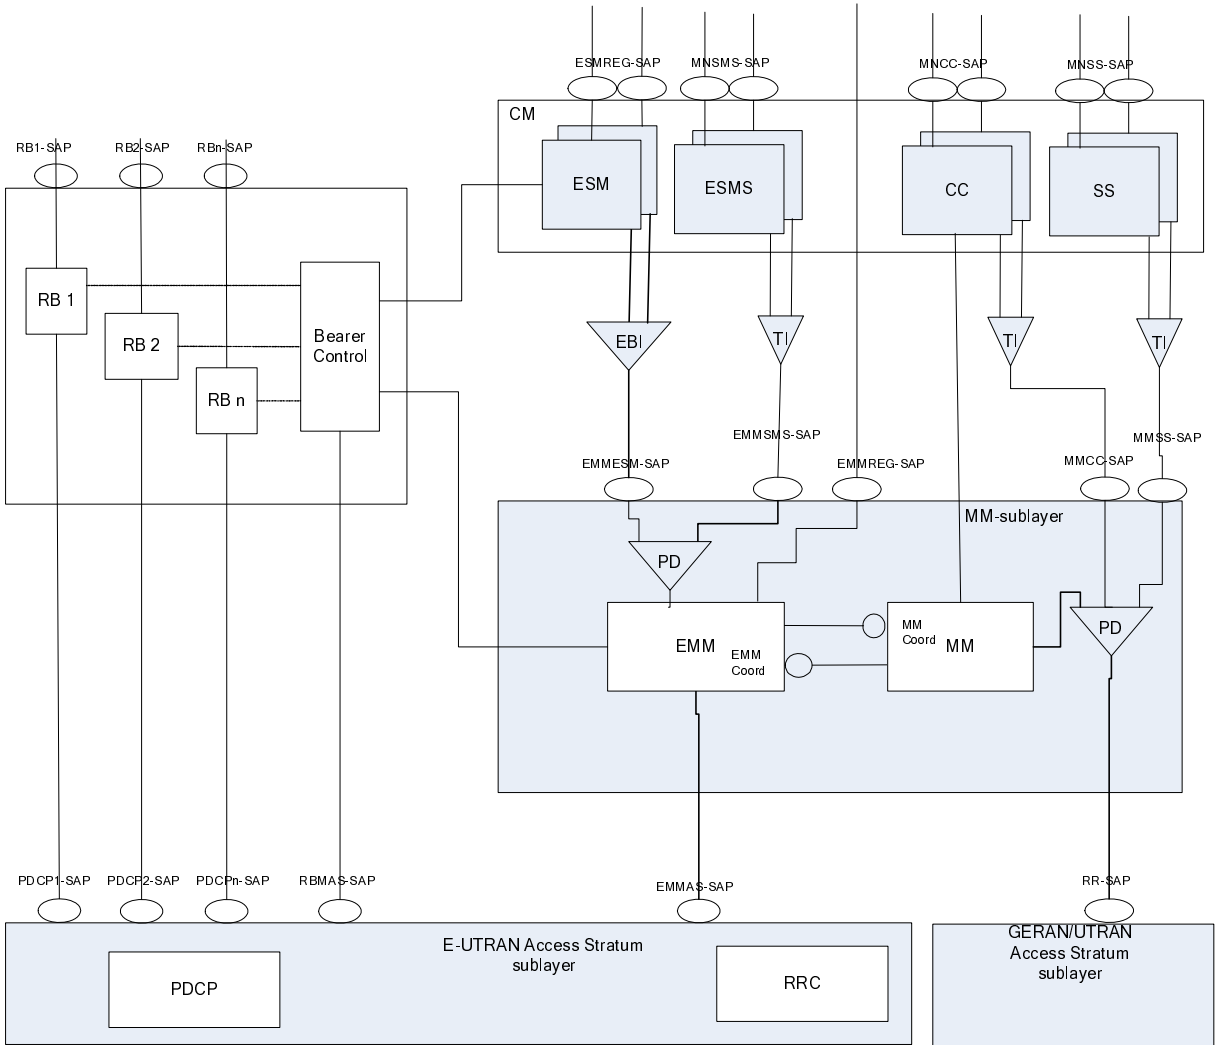 ESMREG-SAP
MNSMS-SAP
MNCC-SAP
MNSS-SAP
CM
RB1-SAP
RB2-SAP
RBn-SAP
ESM
ESMS
CC
SS
RB 1
RB 2
RB n
Bearer
Control
EBI
TI
TI
TI
EMMSMS-SAP
MMSS-SAP
EMMESM-SAP
EMMREG-SAP
MMCC-SAP
MM-sublayer
PD
EMM
EMM
Coord
MM
Coord
MM
PD
PDCP1-SAP
PDCP2-SAP
PDCPn-SAP
RBMAS-SAP
EMMAS-SAP
RR-SAP
E-UTRAN Access Stratum
sublayer
GERAN/UTRAN
Access Stratum
sublayer
PDCP
RRC